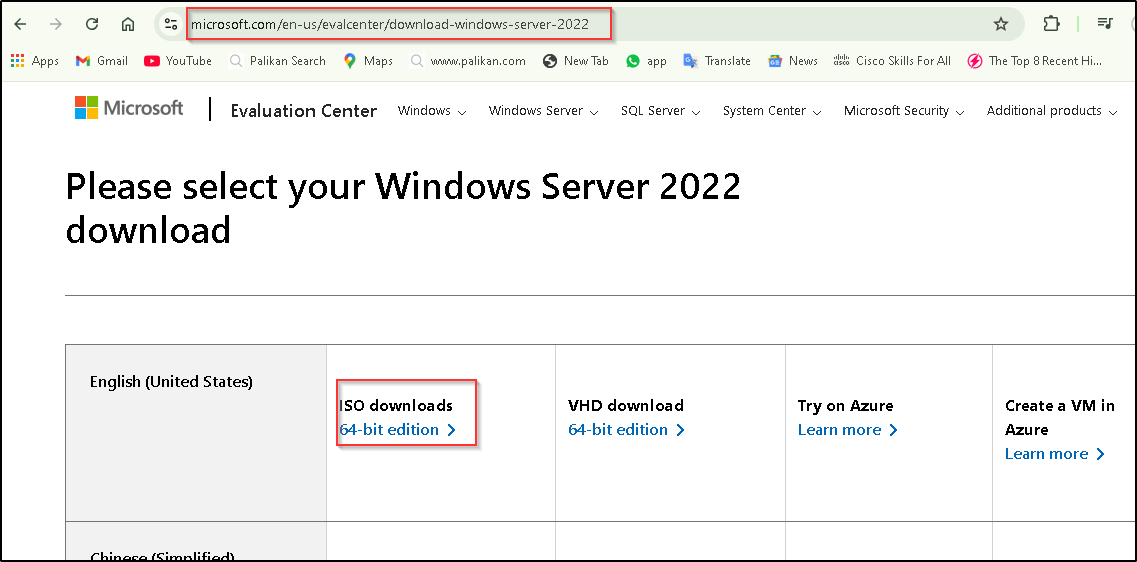 microsoft.com/en-us/evalcenter/download-windows-server-2022
Apps Gmail YouTube Palikan Search Maps www.palikan.com New Tab app Translate News Cisco Skills For All The Top 8 Recent Hi...
Microsoft Evaluation Center Windows Windows Server SQL Server System Center Microsoft Security Additional products
Please select your Windows Server 2022
download
English (United States)
ISO downloads
64-bit edition
VHD download
64-bit edition
Try on Azure
Learn more
Create a VM in
Azure
Learn more
Chinese (Simplified)